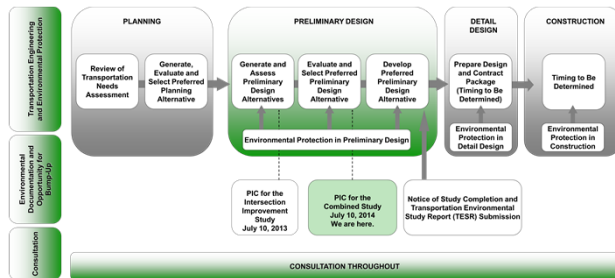 PLANNING
PRELIMINARY DESIGN
DETAIL
DESIGN
CONSTRUCTION
Transportation Engineering
and Environmental Protection
Review of
Transportation
Needs
Assessment
Generate,
Evaluate and
Select Preferred
Planning
Alternative
Generate and
Assess
Preliminary
Design
Alternatives
Evaluate and
Select Preferred
Preliminary
Design
Alternative
Develop Preferred
Preliminary
Design
Alternative
Prepare Design
and Contract
Package
(Timing to Be
Determined)
Timing to Be
Determined
Environmental Protection in Preliminary Design
Environmental
Protection in
Detail Design
Environmental
Protection in
Construction
Environmental
Documentation and
Opportunity for
Bump-Up
PIC for the
Intersection
Improvement
Study
July 10, 2013
PIC for the
Combined Study
July 10, 2014
We are here.
Notice of Study Completion and
Transportation Environmental
Study Report (TESR) Submission
Consultation
CONSULTATION THROUGHOUT